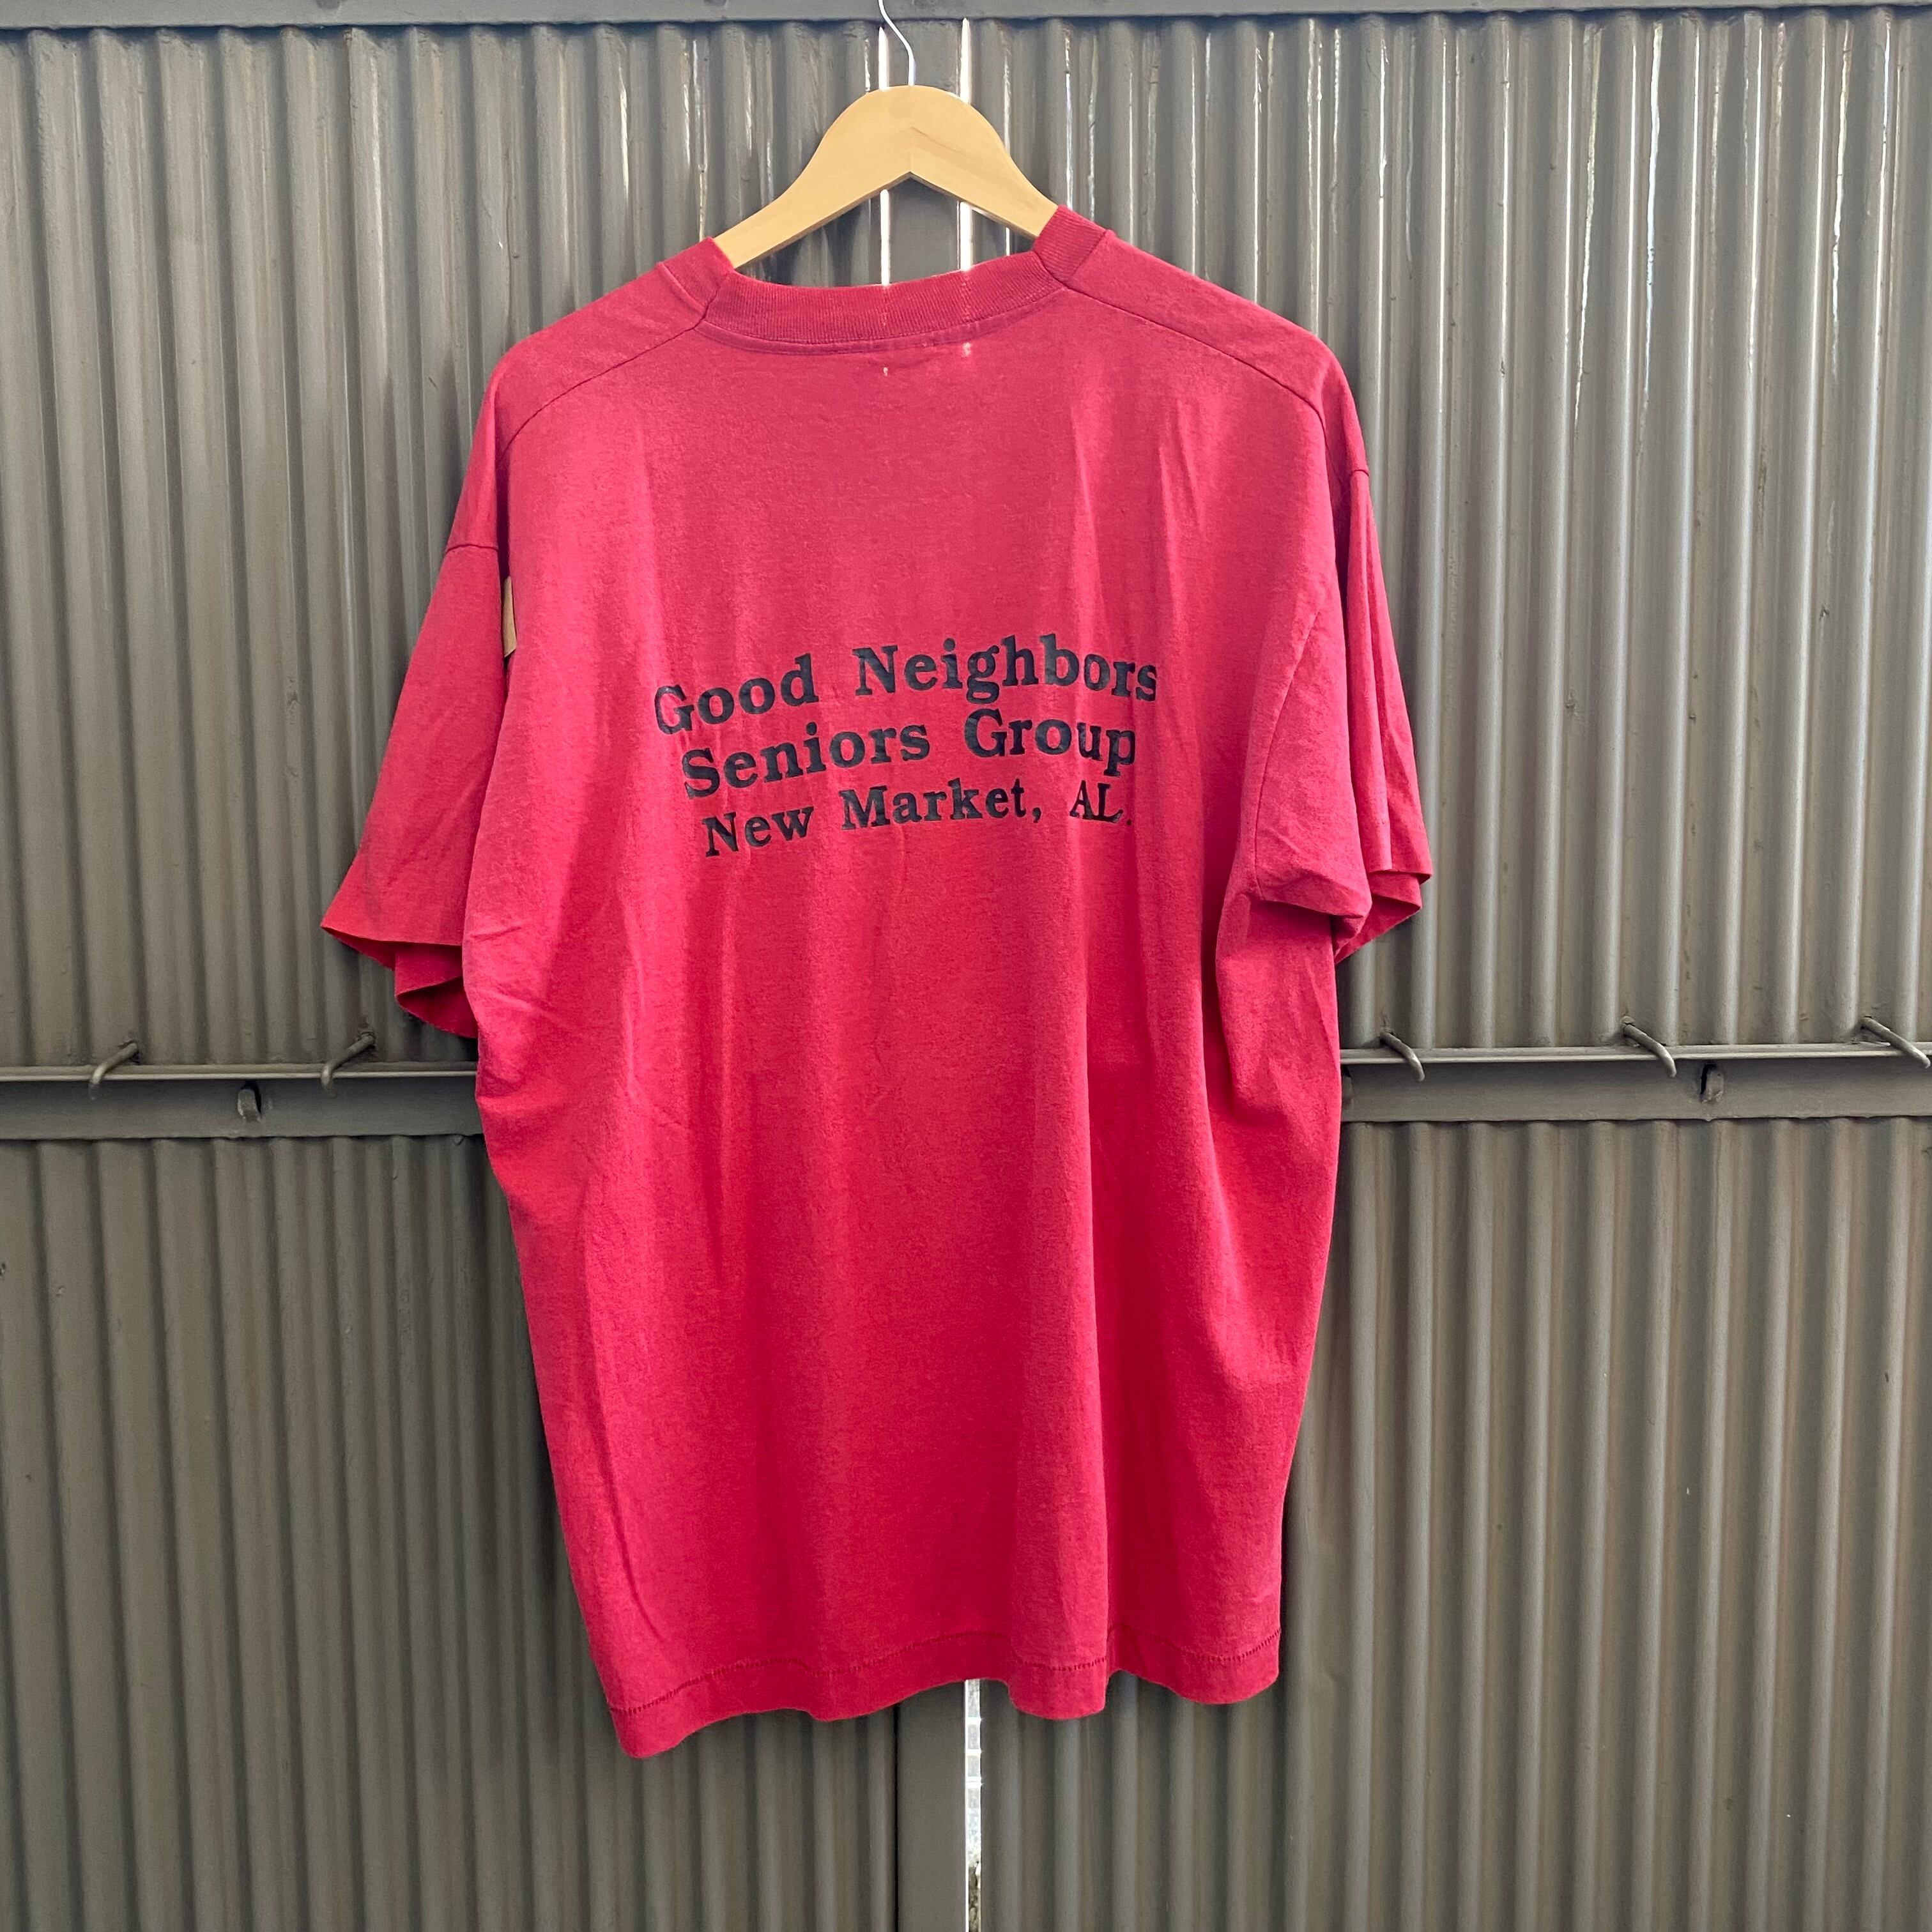 Good Neighbors
Seniors Group
New Market, AL.